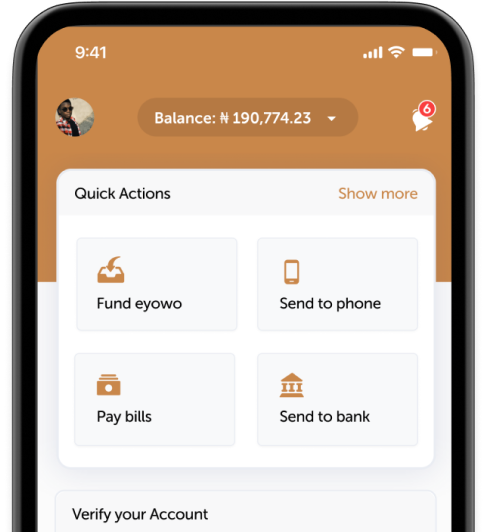 9:41
Balance: ₦ 190,774.23
6
Quick Actions
Show more
Fund eyowo
Send to phone
Pay bills
Send to bank
Verify your Account